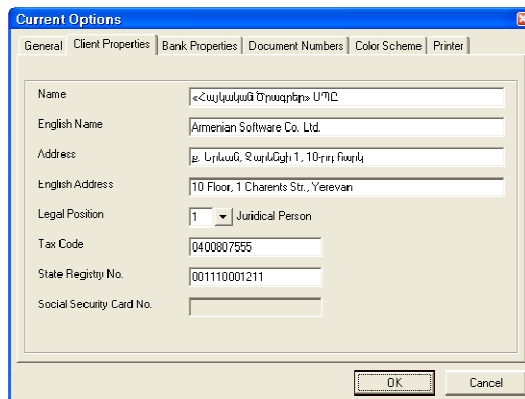 Current Options
General Client Properties Bank Properties Document Numbers Color Scheme Printer
Name «Հայկական Ծրագրեր» ՍՊԸ
English Name Armenian Software Co. Ltd.
Address ք. Երևան, Չարենցի 1, 10-րդ հարկ
English Address 10 Floor, 1 Charents Str., Yerevan
Legal Position 1 Juridical Person
Tax Code 0400807555
State Registry No. 001110001211
Social Security Card No.
OK Cancel